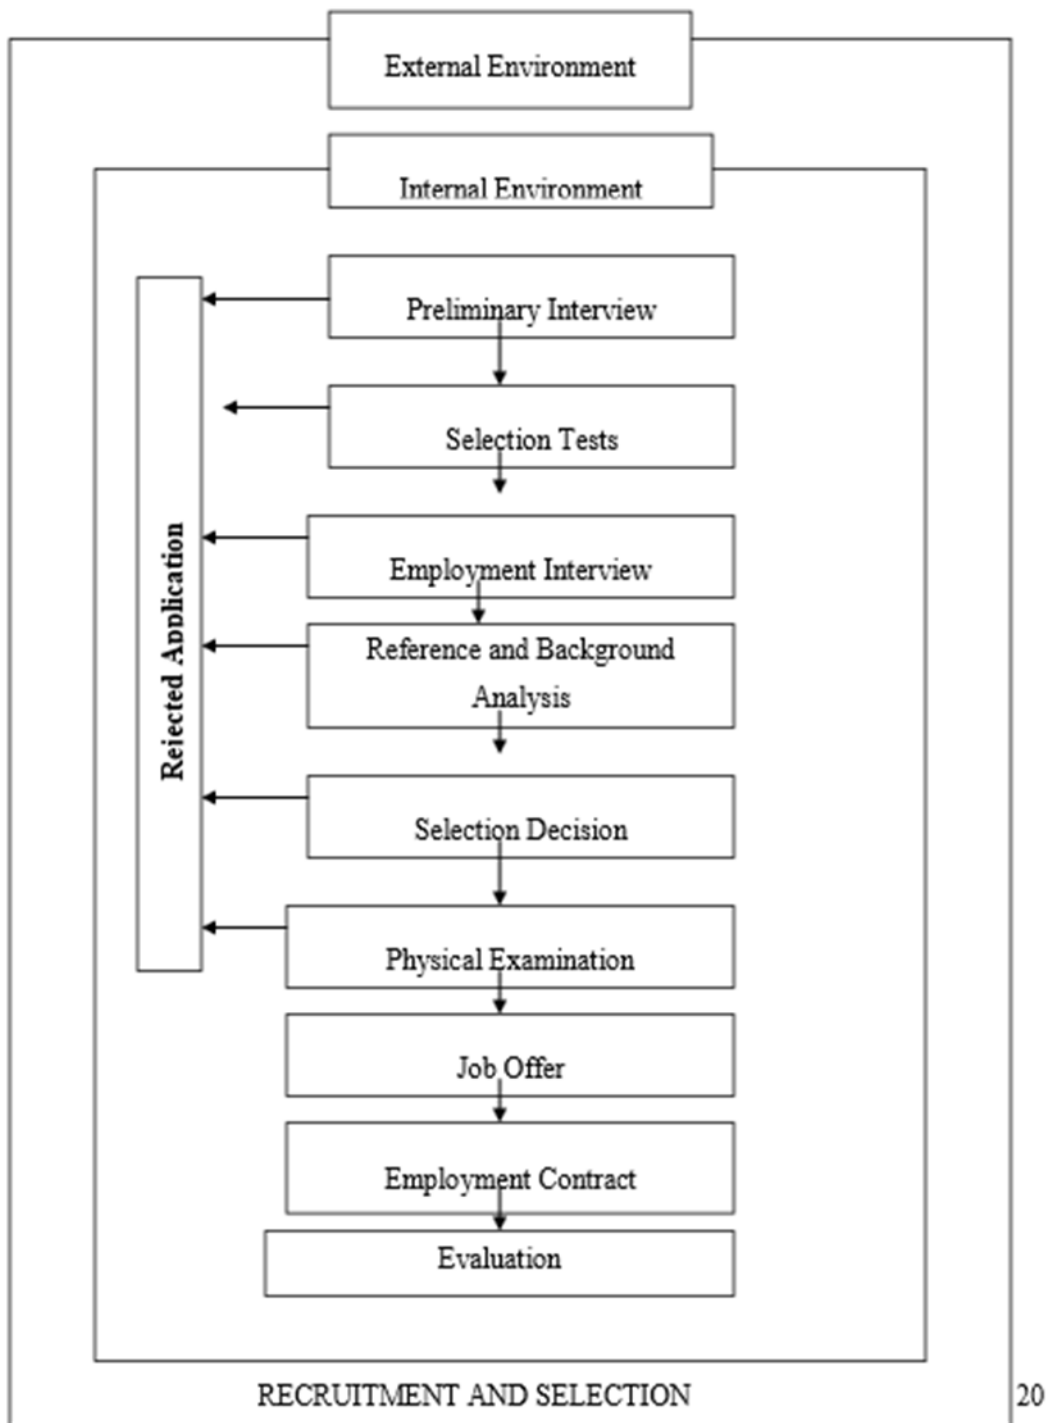 External Environment
Internal Environment
Preliminary Interview
Selection Tests
Employment Interview
Reference and Background
Analysis
Rejected Application
Selection Decision
Physical Examination
Job Offer
Employment Contract
Evaluation
RECRUITMENT AND SELECTION
20